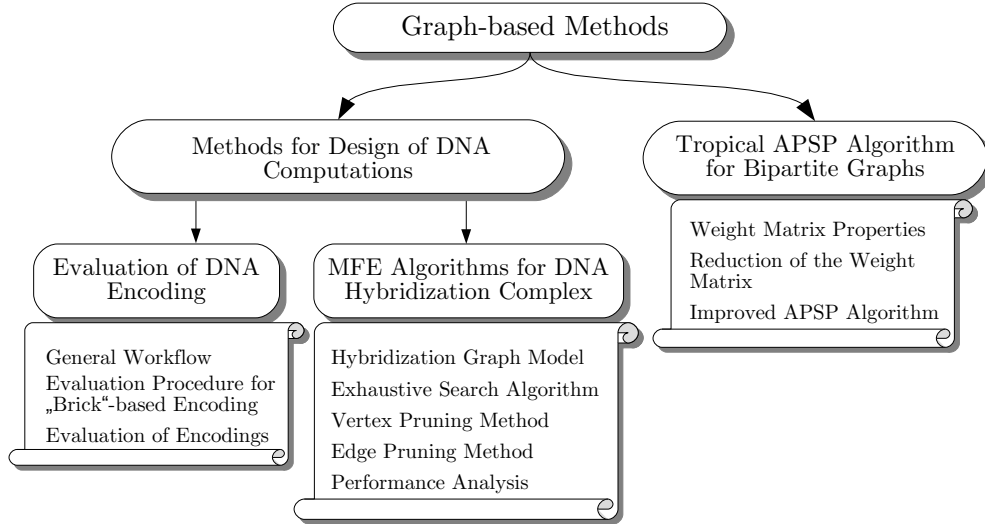 Graph-based Methods
Methods for Design of DNA
Computations
Tropical APSP Algorithm
for Bipartite Graphs
Weight Matrix Properties
Reduction of the Weight
Matrix
Improved APSP Algorithm
Evaluation of DNA
Encoding
General Workflow
Evaluation Procedure for
„Brick“-based Encoding
Evaluation of Encodings
MFE Algorithms for DNA
Hybridization Complex
Hybridization Graph Model
Exhaustive Search Algorithm
Vertex Pruning Method
Edge Pruning Method
Performance Analysis